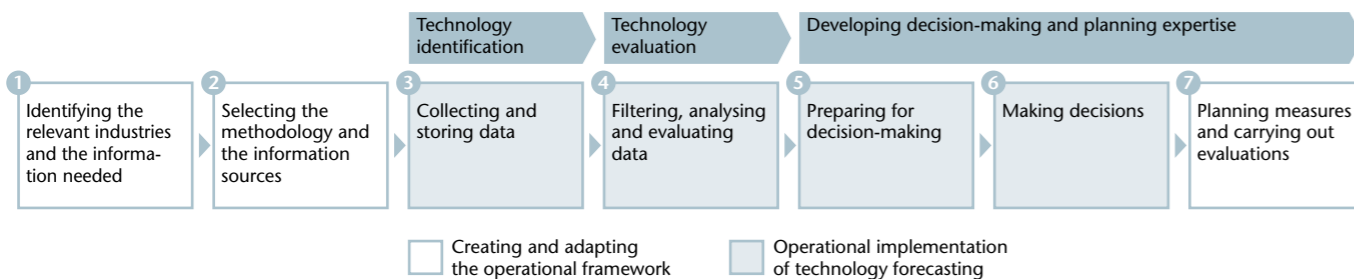 Technology
identification
Technology
evaluation
Developing decision-making and planning expertise
1
Identifying the
relevant industries
and the informa-
tion needed
2
Selecting the
methodology and
the information
sources
3
Collecting and
storing data
4
Filtering, analysing
and evaluating
data
5
Preparing for
decision-making
6
Making decisions
7
Planning measures
and carrying out
evaluations
Creating and adapting
the operational framework
Operational implementation
of technology forecasting